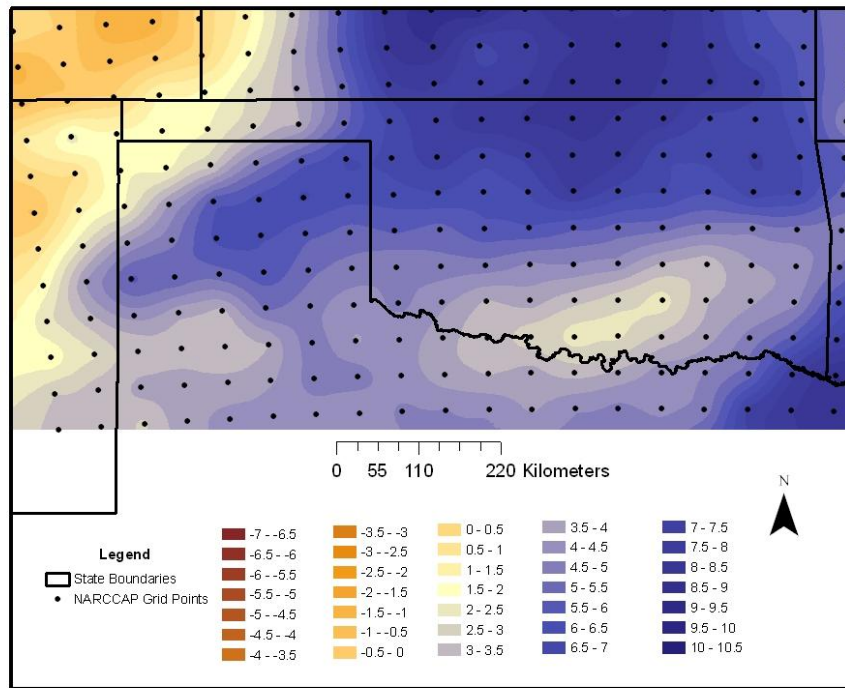 0 55 110 220 Kilometers
N
Legend
State Boundaries
NARCCAP Grid Points
-7 - -6.5
-6.5 - -6
-6 - -5.5
-5.5 - -5
-5 - -4.5
-4.5 - -4
-4 - -3.5
-3.5 - -3
-3 - -2.5
-2.5 - -2
-2 - -1.5
-1.5 - -1
-1 - -0.5
-0.5 - 0
0 - 0.5
0.5 - 1
1 - 1.5
1.5 - 2
2 - 2.5
2.5 - 3
3 - 3.5
3.5 - 4
4 - 4.5
4.5 - 5
5 - 5.5
5.5 - 6
6 - 6.5
6.5 - 7
7 - 7.5
7.5 - 8
8 - 8.5
8.5 - 9
9 - 9.5
9.5 - 10
10 - 10.5